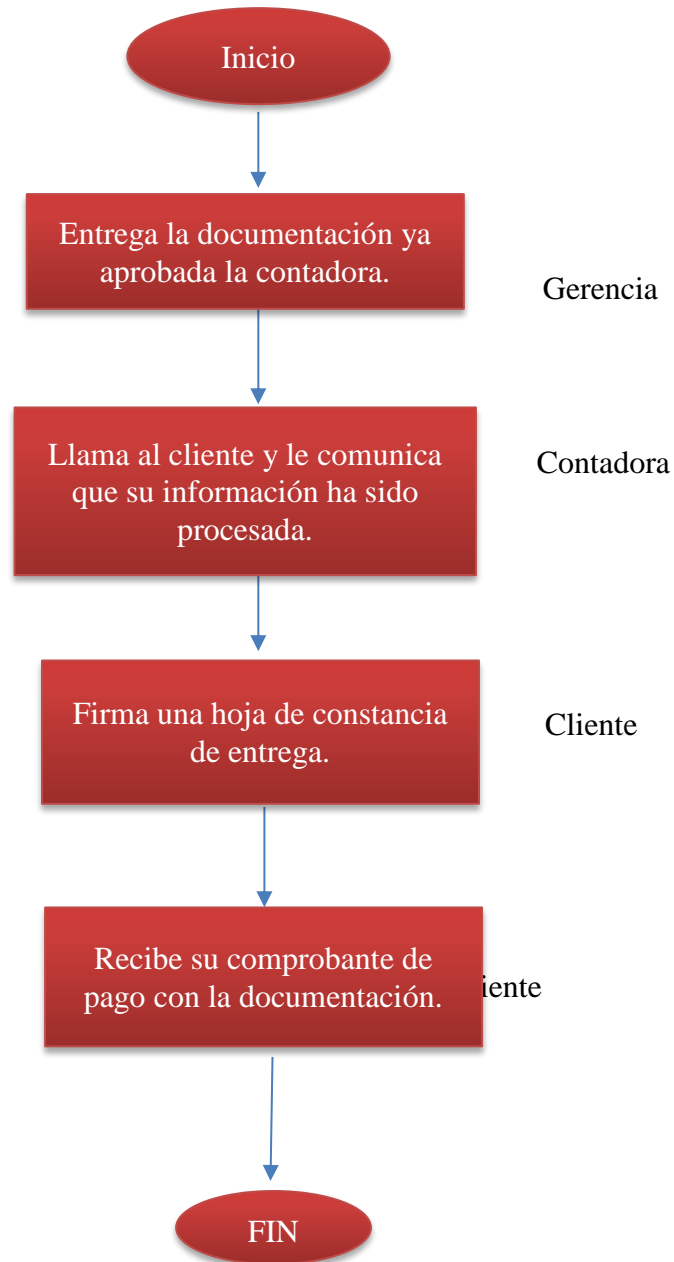 Inicio
Entrega la documentación ya
aprobada la contadora.
Gerencia
Llama al cliente y le comunica
que su información ha sido
procesada.
Contadora
Firma una hoja de constancia
de entrega.
Cliente
Recibe su comprobante de
pago con la documentación.
iente
FIN